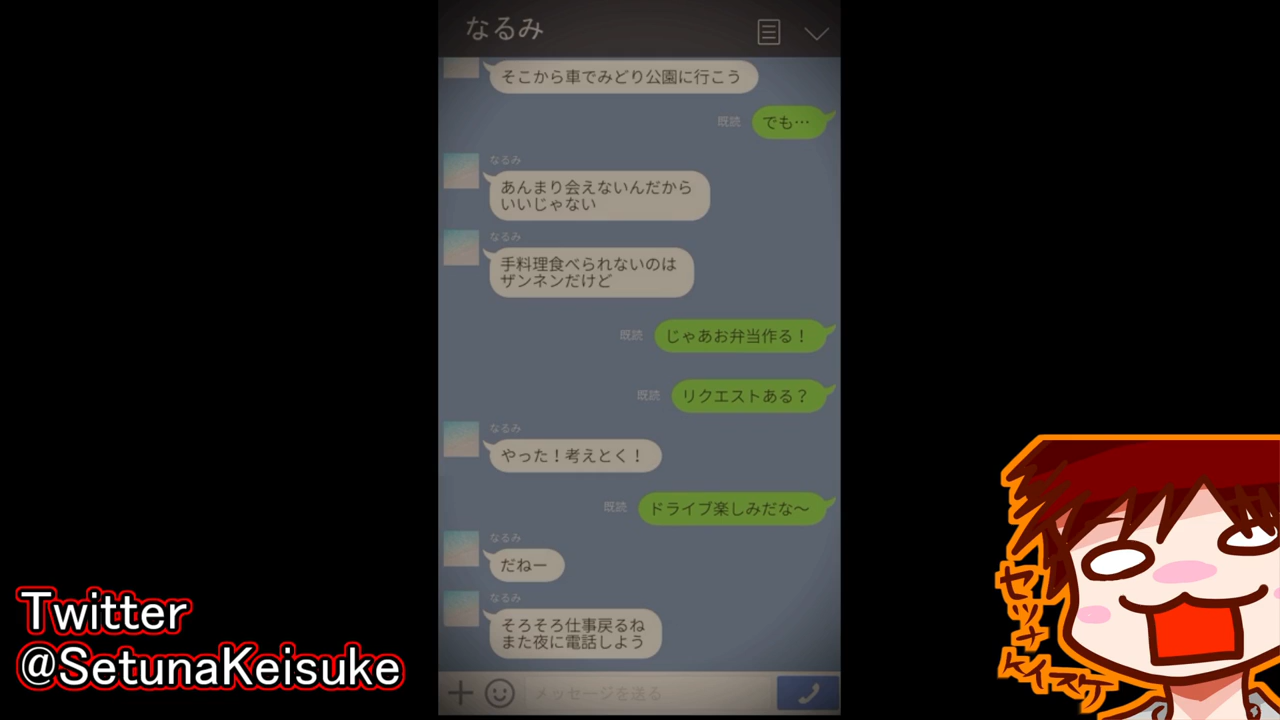 なるみ
そこから車でみどり公園に行こう
既読
でも…
なるみ
あんまり会えないんだから
いいじゃない
なるみ
手料理食べられないのは
ザンネンだけど
既読
じゃあお弁当作る！
既読
リクエストある？
なるみ
やった！考えとく！
既読
ドライブ楽しみだな～
なるみ
だねー
なるみ
そろそろ仕事戻るね
また夜に電話しよう
メッセージを送る
Twitter
@SetunaKeisuke
セツナ
ケイスケ